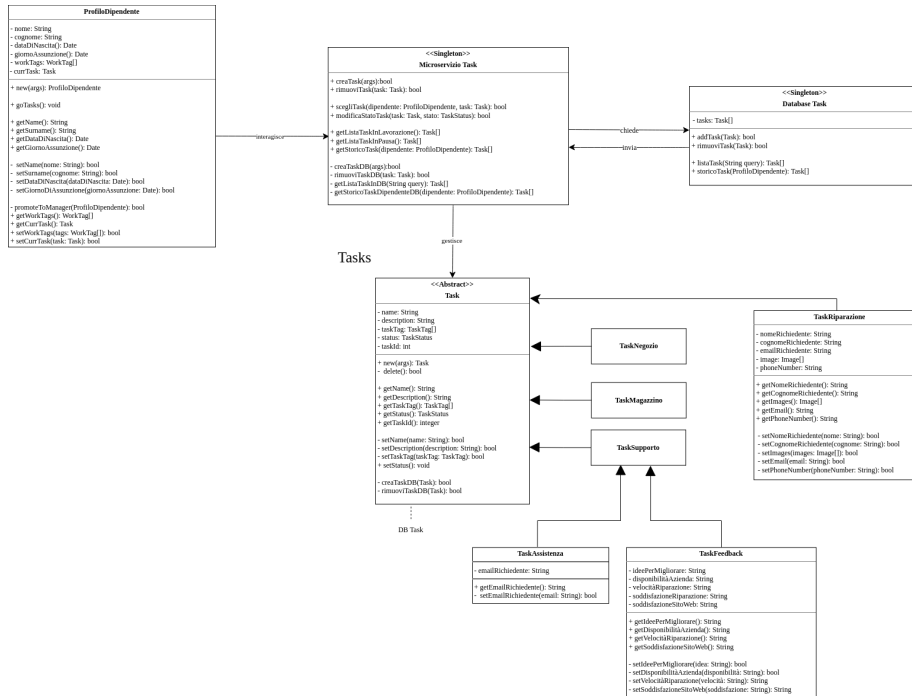 ProfiloDipendente
- nome: String
- cognome: String
- dataDiNascita(): Date
- giornoAssunzione(): Date
- workTags: WorkTag[]
- currTask: Task
+ new(args): ProfiloDipendente
+ goTasks(): void
+ getName(): String
+ getSurname(): String
+ getDataDiNascita(): Date
+ getGiornoAssunzione(): Date
- setName(nome: String): bool
- setSurname(cognome: String): bool
- setDataDiNascita(dataDiNascita: Date): bool
- setGiornoDiAssunzione(giornoAssunzione: Date): bool
- promoteToManager(ProfiloDipendente): bool
+ getWorkTags(): WorkTag[]
+ getCurrTask(): Task
+ setWorkTags(tags: WorkTag[]): bool
+ setCurrTask(task: Task): bool
interagisce
<<Singleton>>
Microservizio Task
+ creaTask(args):bool
+ rimuoviTask(task: Task): bool
+ scegliTask(dipendente: ProfiloDipendente, task: Task): bool
+ modificaStatoTask(task: Task, stato: TaskStatus): bool
+ getListaTaskInLavorazione(): Task[]
+ getListaTaskInPausa(): Task[]
+ getStoricoTask(dipendente: ProfiloDipendente): Task[]
- creaTaskDB(args):bool
- rimuoviTaskDB(task: Task): bool
- getListaTaskInDB(String query): Task[]
- getStoricoTaskDipendenteDB(dipendente: ProfiloDipendente): Task[]
chiede
invia
<<Singleton>>
Database Task
- tasks: Task[]
+ addTask(Task): bool
+ rimuoviTask(Task): bool
+ listaTask(String query): Task[]
+ storicoTask(ProfiloDipendente): Task[]
gestisce
Tasks
<<Abstract>>
Task
- name: String
- description: String
- taskTag: TaskTag[]
- status: TaskStatus
- taskId: int
+ new(args): Task
- delete(): bool
+ getName(): String
+ getDescription(): String
+ getTaskTag(): TaskTag[]
+ getStatus(): TaskStatus
+ getTaskId(): integer
- setName(name: String): bool
- setDescription(description: String): bool
- setTaskTag(taskTag: TaskTag): bool
+ setStatus(): void
- creaTaskDB(Task): bool
- rimuoviTaskDB(Task): bool
DB Task
TaskNegozio
TaskMagazzino
TaskSupporto
TaskRiparazione
- nomeRichiedente: String
- cognomeRichiedente: String
- emailRichiedente: String
- image: Image[]
- phoneNumber: String
+ getNomeRichiedente(): String
+ getCognomeRichiedente(): String
+ getImages(): Image[]
+ getEmail(): String
+ getPhoneNumber(): String
- setNomeRichiedente(nome: String): bool
- setCognomeRichiedente(cognome: String): bool
- setImages(images: Image[]): bool
- setEmail(email: String): bool
- setPhoneNumber(phoneNumber: String): bool
TaskAssistenza
- emailRichiedente: String
+ getEmailRichiedente(): String
- setEmailRichiedente(email: String): bool
TaskFeedback
- ideePerMigliorare: String
- disponibilitàAzienda: String
- velocitàRiparazione: String
- soddisfazioneRiparazione: String
- soddisfazioneSitoWeb: String
+ getIdeePerMigliorare(): String
+ getDisponibilitàAzienda(): String
+ getVelocitàRiparazione(): String
+ getSoddisfazioneSitoWeb(): String
- setIdeePerMigliorare(idea: String): bool
- setDisponibilitàAzienda(disponibilità: String): bool
- setVelocitàRiparazione(velocità: String): String
- setSoddisfazioneSitoWeb(soddisfazione: String): String